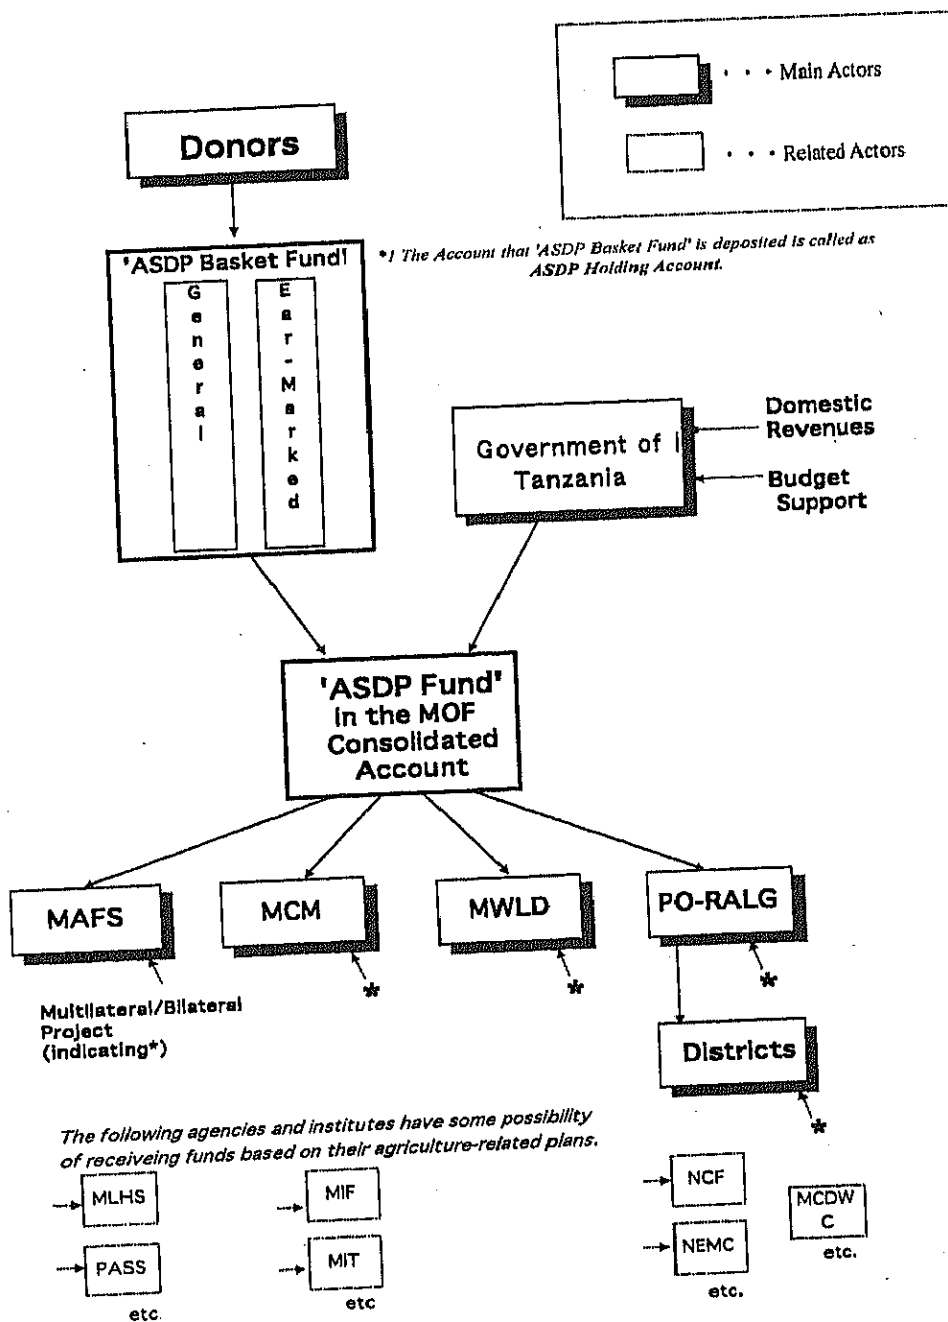 · · · Main Actors
· · · Related Actors
Donors
*1 The Account that 'ASDP Basket Fund' is deposited is called as
ASDP Holding Account.
'ASDP Basket Fund'
General
Ear-Marked
Domestic
Revenues
Government of
Tanzania
Budget
Support
'ASDP Fund'
in the MOF
Consolidated
Account
MAFS
MCM
MWLD
PO-RALG
*
*
*
Multilateral/Bilateral
Project
(indicating*)
Districts
*
The following agencies and institutes have some possibility
of receiveing funds based on their agriculture-related plans.
MLHS
MIF
NCF
MCDW
C
etc.
PASS
MIT
NEMC
etc
etc
etc.